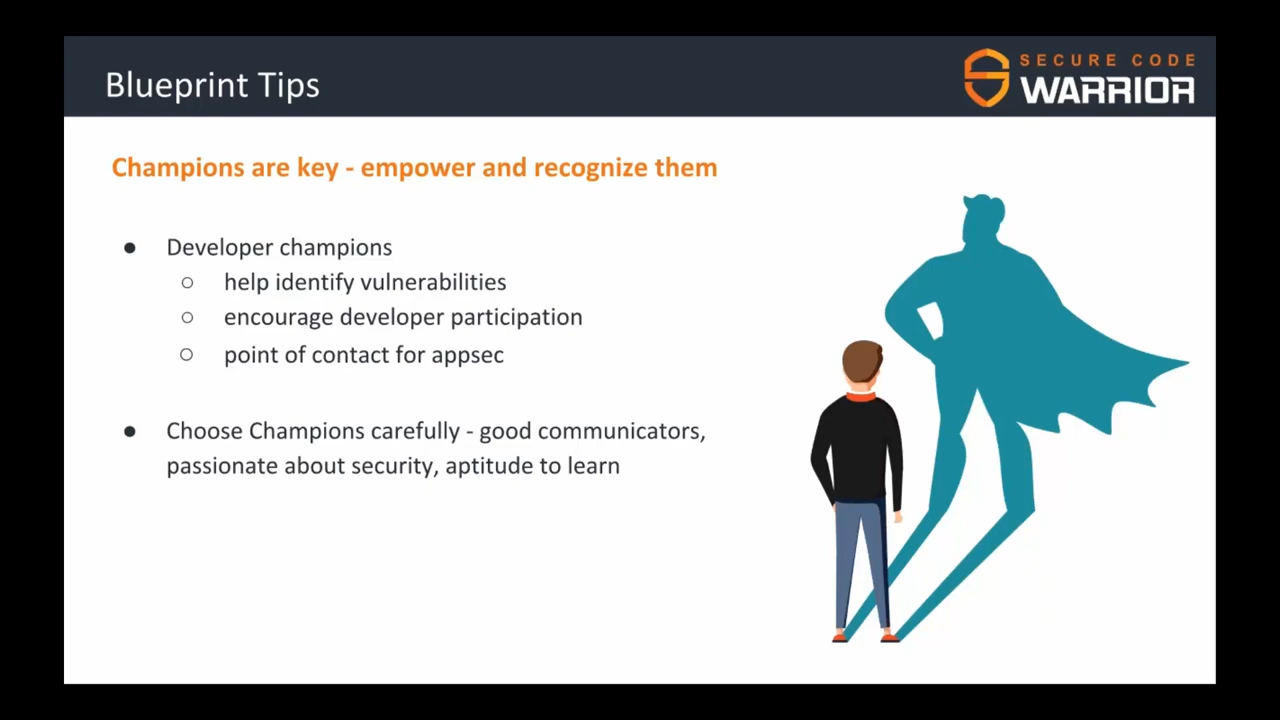 Blueprint Tips
SECURE CODE
WARRIOR
Champions are key - empower and recognize them
● Developer champions
○ help identify vulnerabilities
○ encourage developer participation
○ point of contact for appsec
● Choose Champions carefully - good communicators,
passionate about security, aptitude to learn